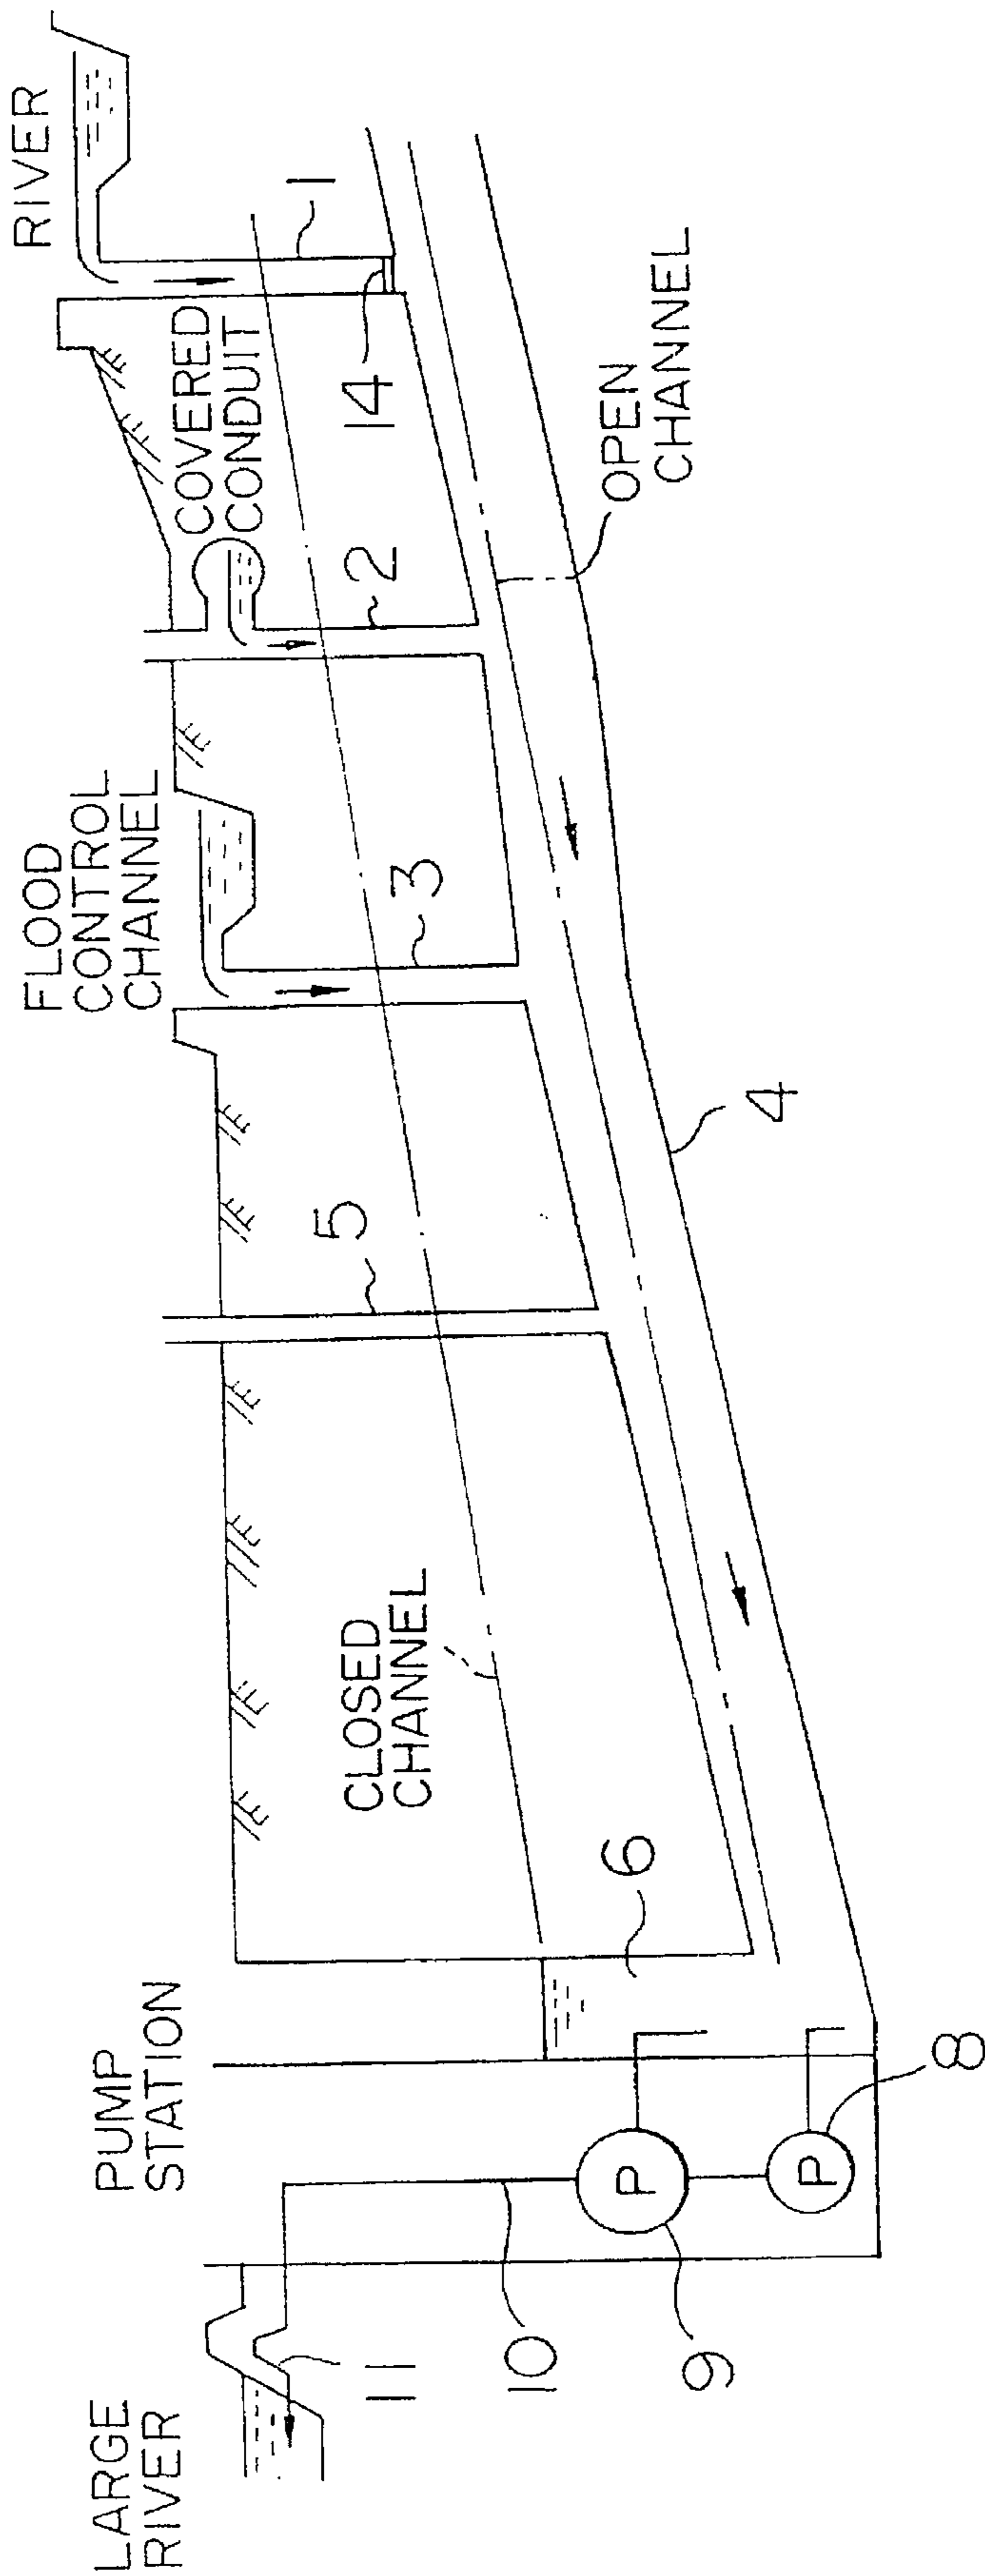 LARGE
RIVER
PUMP
STATION
FLOOD
CONTROL
CHANNEL
COVERED
CONDUIT
RIVER
11
10
9
P
P
8
6
CLOSED
CHANNEL
5
4
3
2
14
1
OPEN
CHANNEL